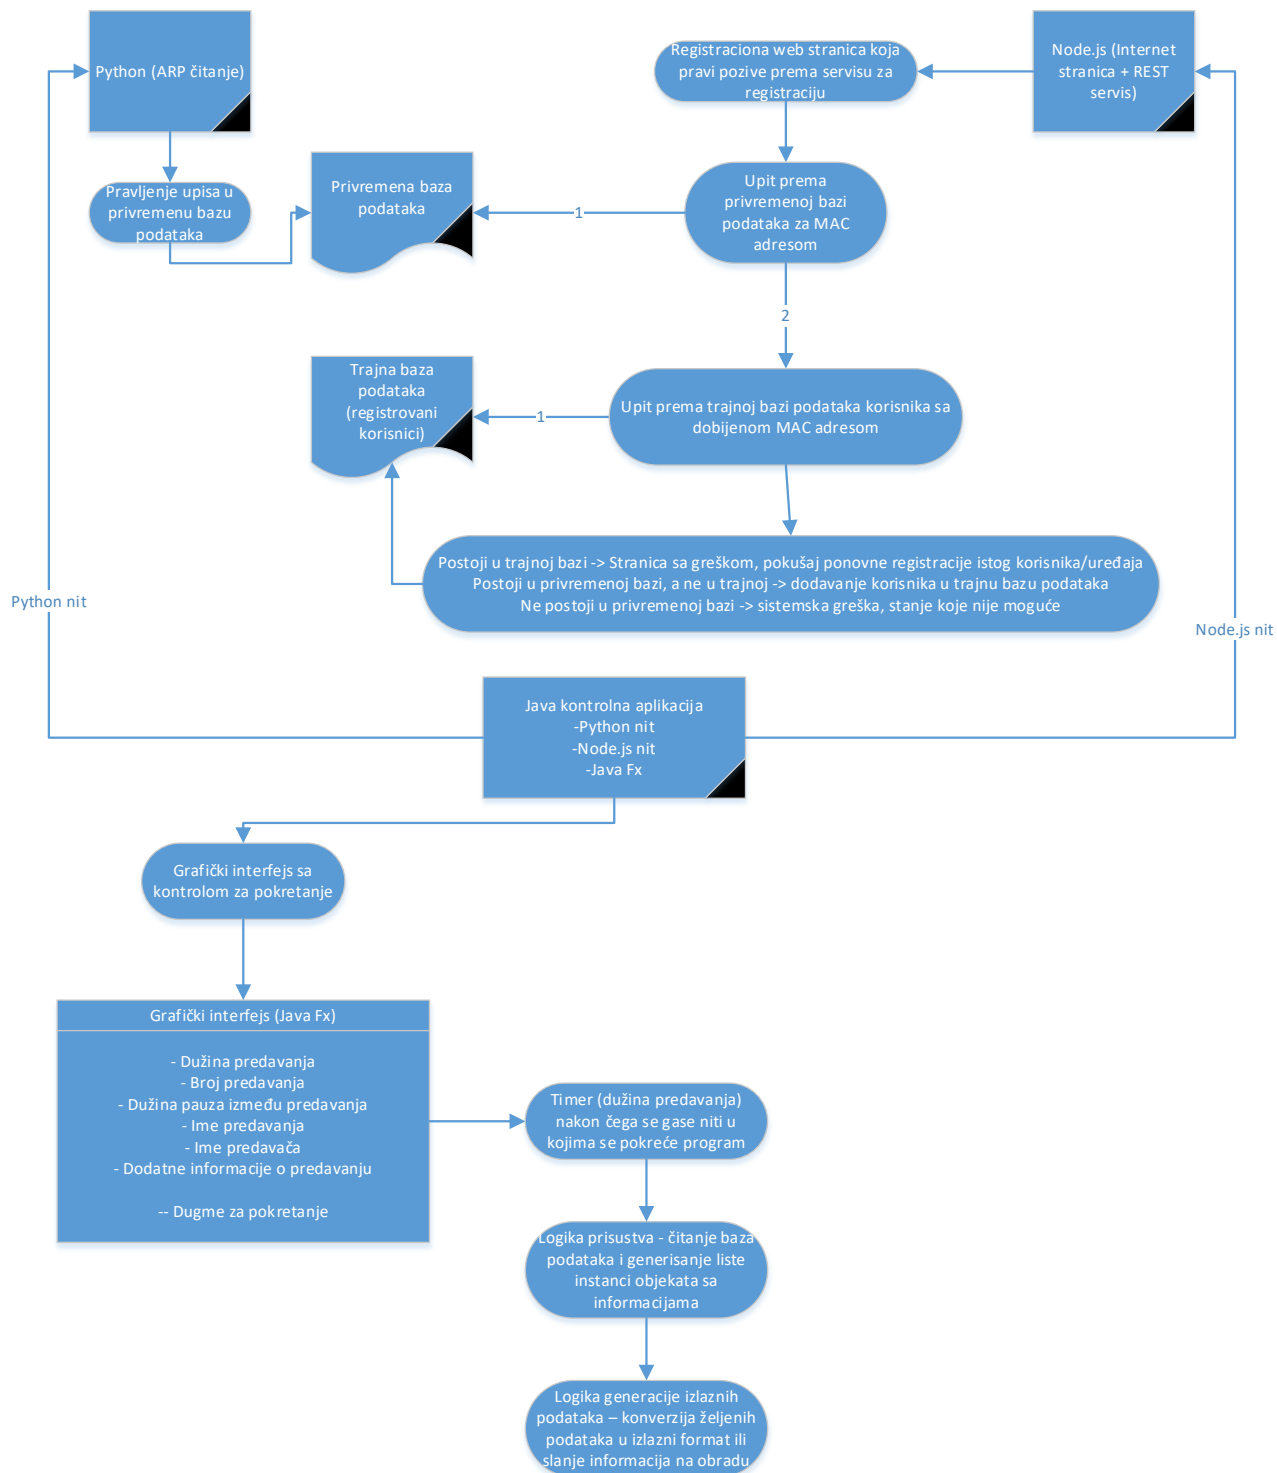 Python (ARP čitanje)
Registraciona web stranica koja
pravi pozive prema servisu za
registraciju
Node.js (Internet
stranica + REST
servis)
Pravljenje upisa u
privremenu bazu
podataka
Privremena baza
podataka
1
Upit prema
privremenoj bazi
podataka za MAC
adresom
2
Trajna baza
podataka
(registrovani
korisnici)
1
Upit prema trajnoj bazi podataka korisnika sa
dobijenom MAC adresom
Postoji u trajnoj bazi -> Stranica sa greškom, pokušaj ponovne registracije istog korisnika/uređaja
Postoji u privremenoj bazi, a ne u trajnoj -> dodavanje korisnika u trajnu bazu podataka
Ne postoji u privremenoj bazi -> sistemska greška, stanje koje nije moguće
Python nit
Node.js nit
Java kontrolna aplikacija
-Python nit
-Node.js nit
-Java Fx
Grafički interfejs sa
kontrolom za pokretanje
Grafički interfejs (Java Fx)
- Dužina predavanja
- Broj predavanja
- Dužina pauza između predavanja
- Ime predavanja
- Ime predavača
- Dodatne informacije o predavanju
-- Dugme za pokretanje
Timer (dužina predavanja)
nakon čega se gase niti u
kojima se pokreće program
Logika prisustva - čitanje baza
podataka i generisanje liste
instanci objekata sa
informacijama
Logika generacije izlaznih
podataka – konverzija željenih
podataka u izlazni format ili
slanje informacija na obradu